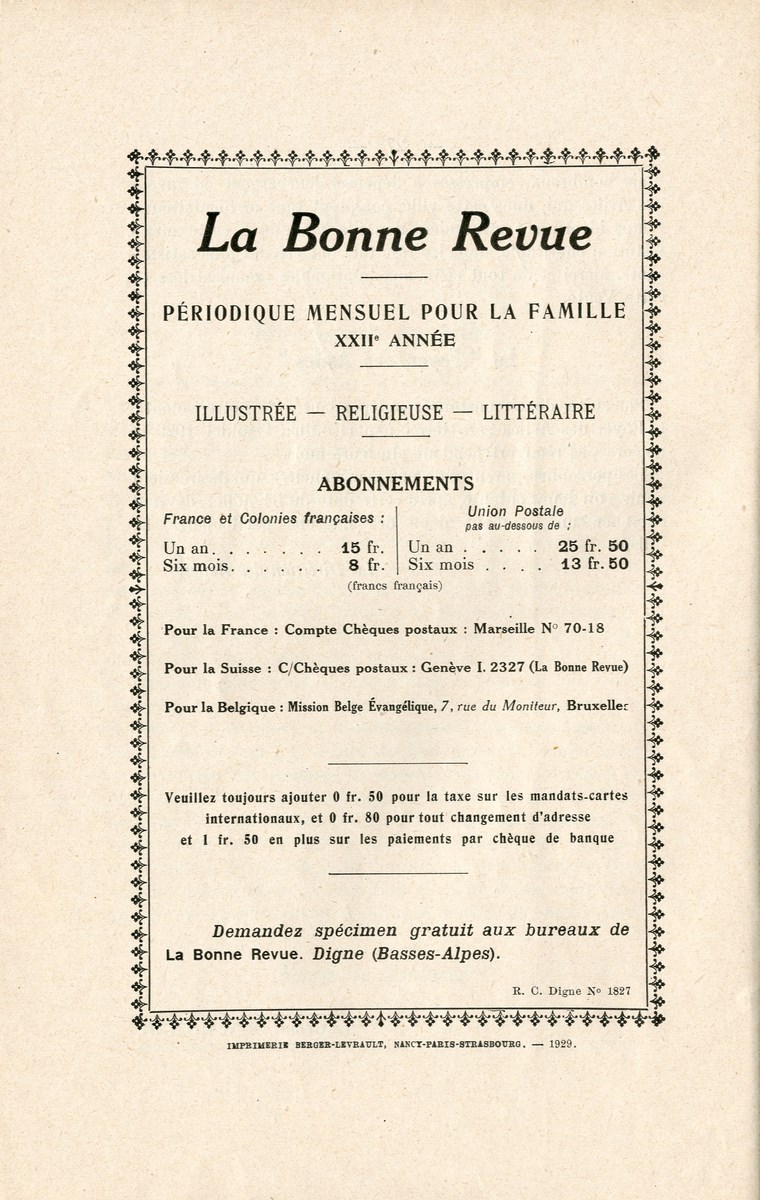 La Bonne Revue
PÉRIODIQUE MENSUEL POUR LA FAMILLE
XXIIe ANNÉE
ILLUSTRÉE — RELIGIEUSE — LITTÉRAIRE
ABONNEMENTS
France et Colonies françaises :
Un an. . . . . . . 15 fr.
Six mois. . . . . . 8 fr.
Union Postale
pas au-dessous de :
Un an . . . . . 25 fr. 50
Six mois . . . . 13 fr. 50
(francs français)
Pour la France : Compte Chèques postaux : Marseille No 70-18
Pour la Suisse : C/Chèques postaux : Genève I. 2327 (La Bonne Revue)
Pour la Belgique : Mission Belge Évangélique, 7, rue du Moniteur, Bruxelles
Veuillez toujours ajouter 0 fr. 50 pour la taxe sur les mandats-cartes
internationaux, et 0 fr. 80 pour tout changement d'adresse
et 1 fr. 50 en plus sur les paiements par chèque de banque
Demandez spécimen gratuit aux bureaux de
La Bonne Revue. Digne (Basses-Alpes).
R. C. Digne No 1827
IMPRIMERIE BERGER-LEVRAULT, NANCY-PARIS-STRASBOURG. — 1929.